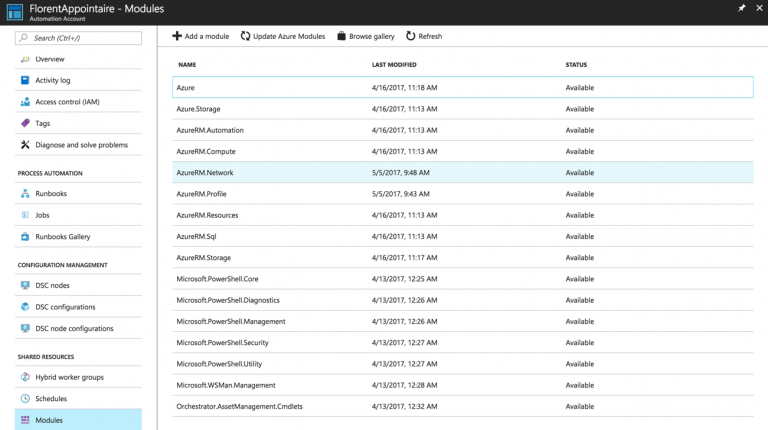 FlorentAppointaire - Modules
Automation Account
Search (Ctrl+/)
Overview
Activity log
Access control (IAM)
Tags
Diagnose and solve problems
PROCESS AUTOMATION
Runbooks
Jobs
Runbooks Gallery
CONFIGURATION MANAGEMENT
DSC nodes
DSC configurations
DSC node configurations
SHARED RESOURCES
Hybrid worker groups
Schedules
Modules
Add a module Update Azure Modules Browse gallery Refresh
NAME LAST MODIFIED STATUS
Azure 4/16/2017, 11:18 AM Available
Azure.Storage 4/16/2017, 11:13 AM Available
AzureRM.Automation 4/16/2017, 11:13 AM Available
AzureRM.Compute 4/16/2017, 11:13 AM Available
AzureRM.Network 5/5/2017, 9:48 AM Available
AzureRM.Profile 5/5/2017, 9:43 AM Available
AzureRM.Resources 4/16/2017, 11:13 AM Available
AzureRM.Sql 4/16/2017, 11:13 AM Available
AzureRM.Storage 4/16/2017, 11:17 AM Available
Microsoft.PowerShell.Core 4/13/2017, 12:25 AM Available
Microsoft.PowerShell.Diagnostics 4/13/2017, 12:26 AM Available
Microsoft.PowerShell.Management 4/13/2017, 12:26 AM Available
Microsoft.PowerShell.Security 4/13/2017, 12:27 AM Available
Microsoft.PowerShell.Utility 4/13/2017, 12:27 AM Available
Microsoft.WSMan.Management 4/13/2017, 12:28 AM Available
Orchestrator.AssetManagement.Cmdlets 4/13/2017, 12:32 AM Available